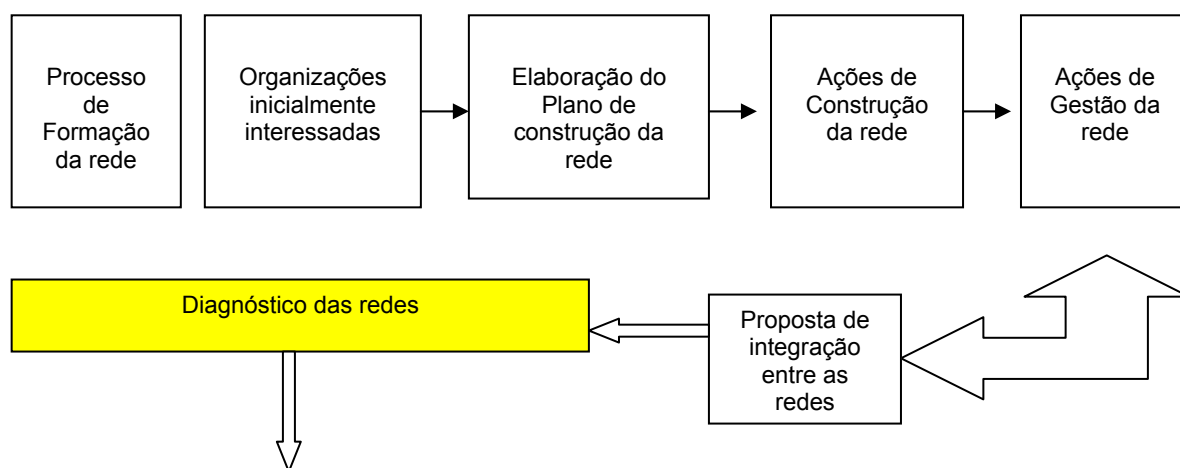 Processo
de
Formação
da rede
Organizações
inicialmente
interessadas
Elaboração do
Plano de
construção da
rede
Ações de
Construção
da rede
Ações de
Gestão da
rede
Diagnóstico das redes
Proposta de
integração
entre as
redes